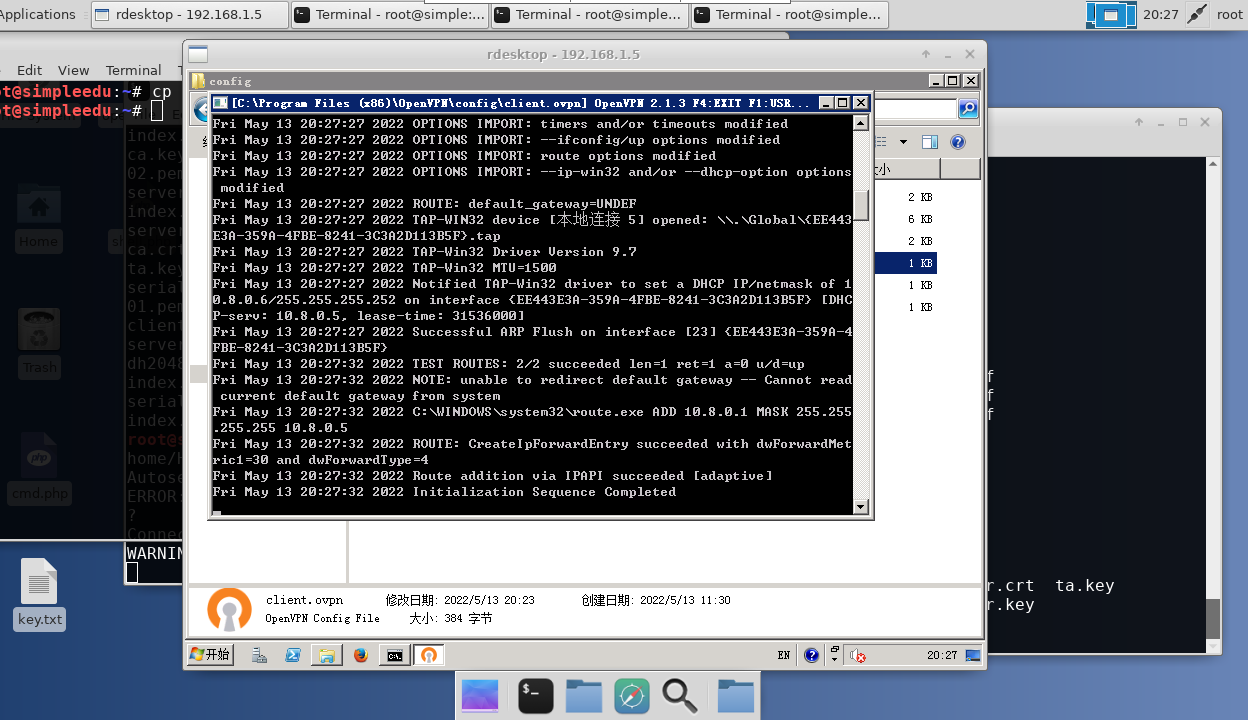 Applications
rdesktop - 192.168.1.5
Terminal - root@simple:...
Terminal - root@simple...
Terminal - root@simple...
20:27
root
Edit View Terminal T
rdesktop - 192.168.1.5
t@simpleedu:~# cp
t@simpleedu:~#
config
[C:\Program Files (x86)\OpenVPN\config\client.ovpn] OpenVPN 2.1.3 F4:EXIT F1:USR...
Fri May 13 20:27:27 2022 OPTIONS IMPORT: timers and/or timeouts modified
Fri May 13 20:27:27 2022 OPTIONS IMPORT: --ifconfig/up options modified
Fri May 13 20:27:27 2022 OPTIONS IMPORT: route options modified
Fri May 13 20:27:27 2022 OPTIONS IMPORT: --ip-win32 and/or --dhcp-option options
 modified
Fri May 13 20:27:27 2022 ROUTE: default_gateway=UNDEF
Fri May 13 20:27:27 2022 TAP-WIN32 device [本地连接 5] opened: \\.\Global\{EE443
E3A-359A-4FBE-8241-3C3A2D113B5F}.tap
Fri May 13 20:27:27 2022 TAP-Win32 Driver Version 9.7
Fri May 13 20:27:27 2022 TAP-Win32 MTU=1500
Fri May 13 20:27:27 2022 Notified TAP-Win32 driver to set a DHCP IP/netmask of 1
0.8.0.6/255.255.255.252 on interface {EE443E3A-359A-4FBE-8241-3C3A2D113B5F} [DHC
P-serv: 10.8.0.5, lease-time: 31536000]
Fri May 13 20:27:27 2022 Successful ARP Flush on interface [23] {EE443E3A-359A-4
FBE-8241-3C3A2D113B5F}
Fri May 13 20:27:32 2022 TEST ROUTES: 2/2 succeeded len=1 ret=1 a=0 u/d=up
Fri May 13 20:27:32 2022 NOTE: unable to redirect default gateway -- Cannot read
 current default gateway from system
Fri May 13 20:27:32 2022 C:\WINDOWS\system32\route.exe ADD 10.8.0.1 MASK 255.255
.255.255 10.8.0.5
Fri May 13 20:27:32 2022 ROUTE: CreateIpForwardEntry succeeded with dwForwardMet
ric1=30 and dwForwardType=4
Fri May 13 20:27:32 2022 Route addition via IPAPI succeeded [adaptive]
Fri May 13 20:27:32 2022 Initialization Sequence Completed
大小
2 KB
6 KB
2 KB
1 KB
1 KB
1 KB
index.
ca.key
02.pem
server
index.
server
ca.crt
ta.key
serial
01.pem
client
server
dh2048
index.
serial
index.
root@s
home/
Autose
ERROR:
?
Connec
WARNIN
Home
Trash
cmd.php
key.txt
f
f
f
r.crt ta.key
r.key
client.ovpn 修改日期: 2022/5/13 20:23 创建日期: 2022/5/13 11:30
OpenVPN Config File 大小: 384 字节
开始
EN
20:27